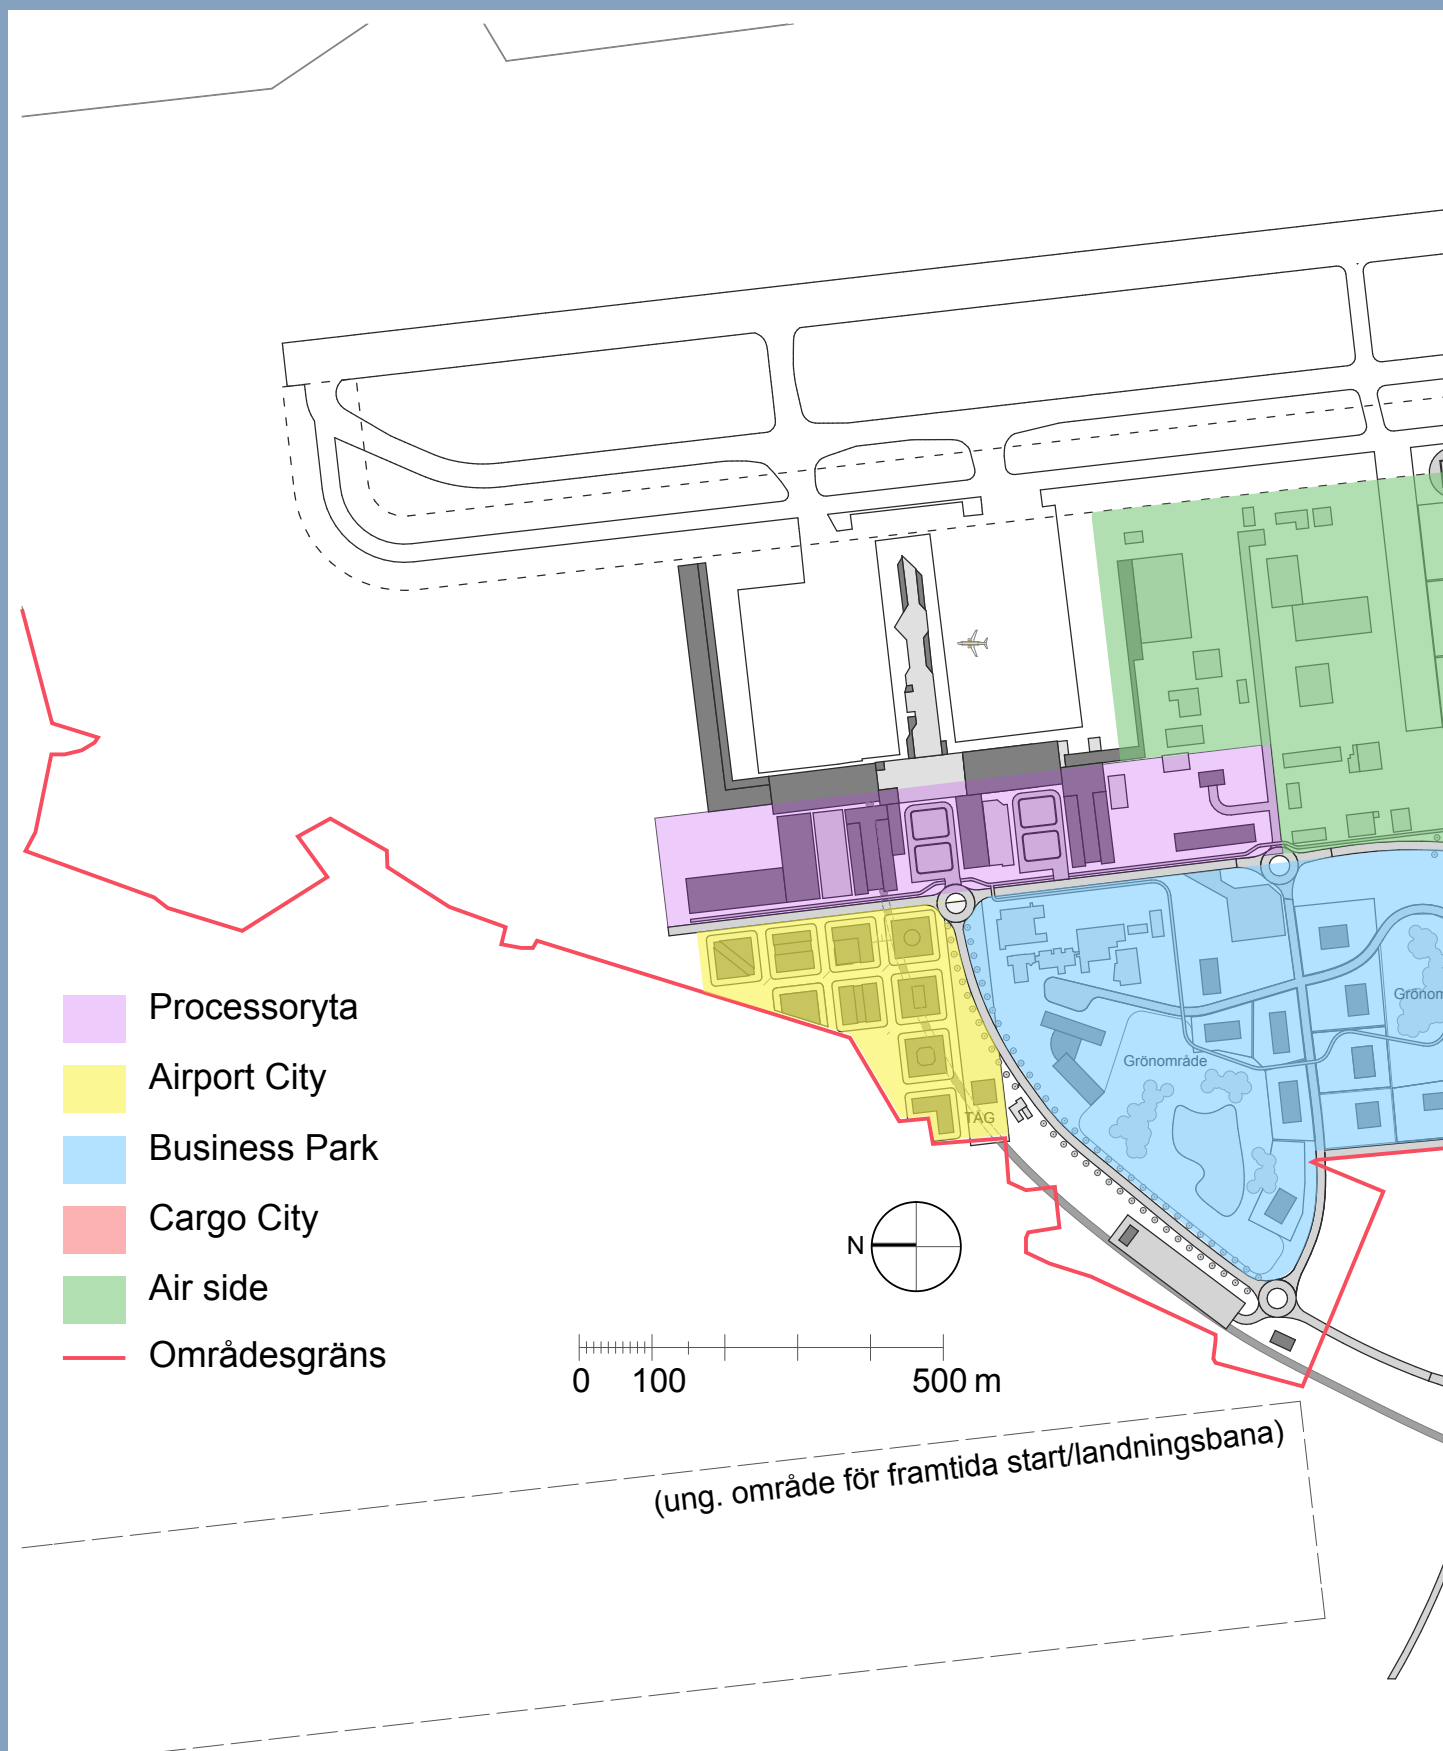 Grönområde
TÅG
Processoryta
Airport City
Business Park
Cargo City
Air side
Områdesgräns
N
0 100 500 m
(ung. område för framtida start/landningsbana)